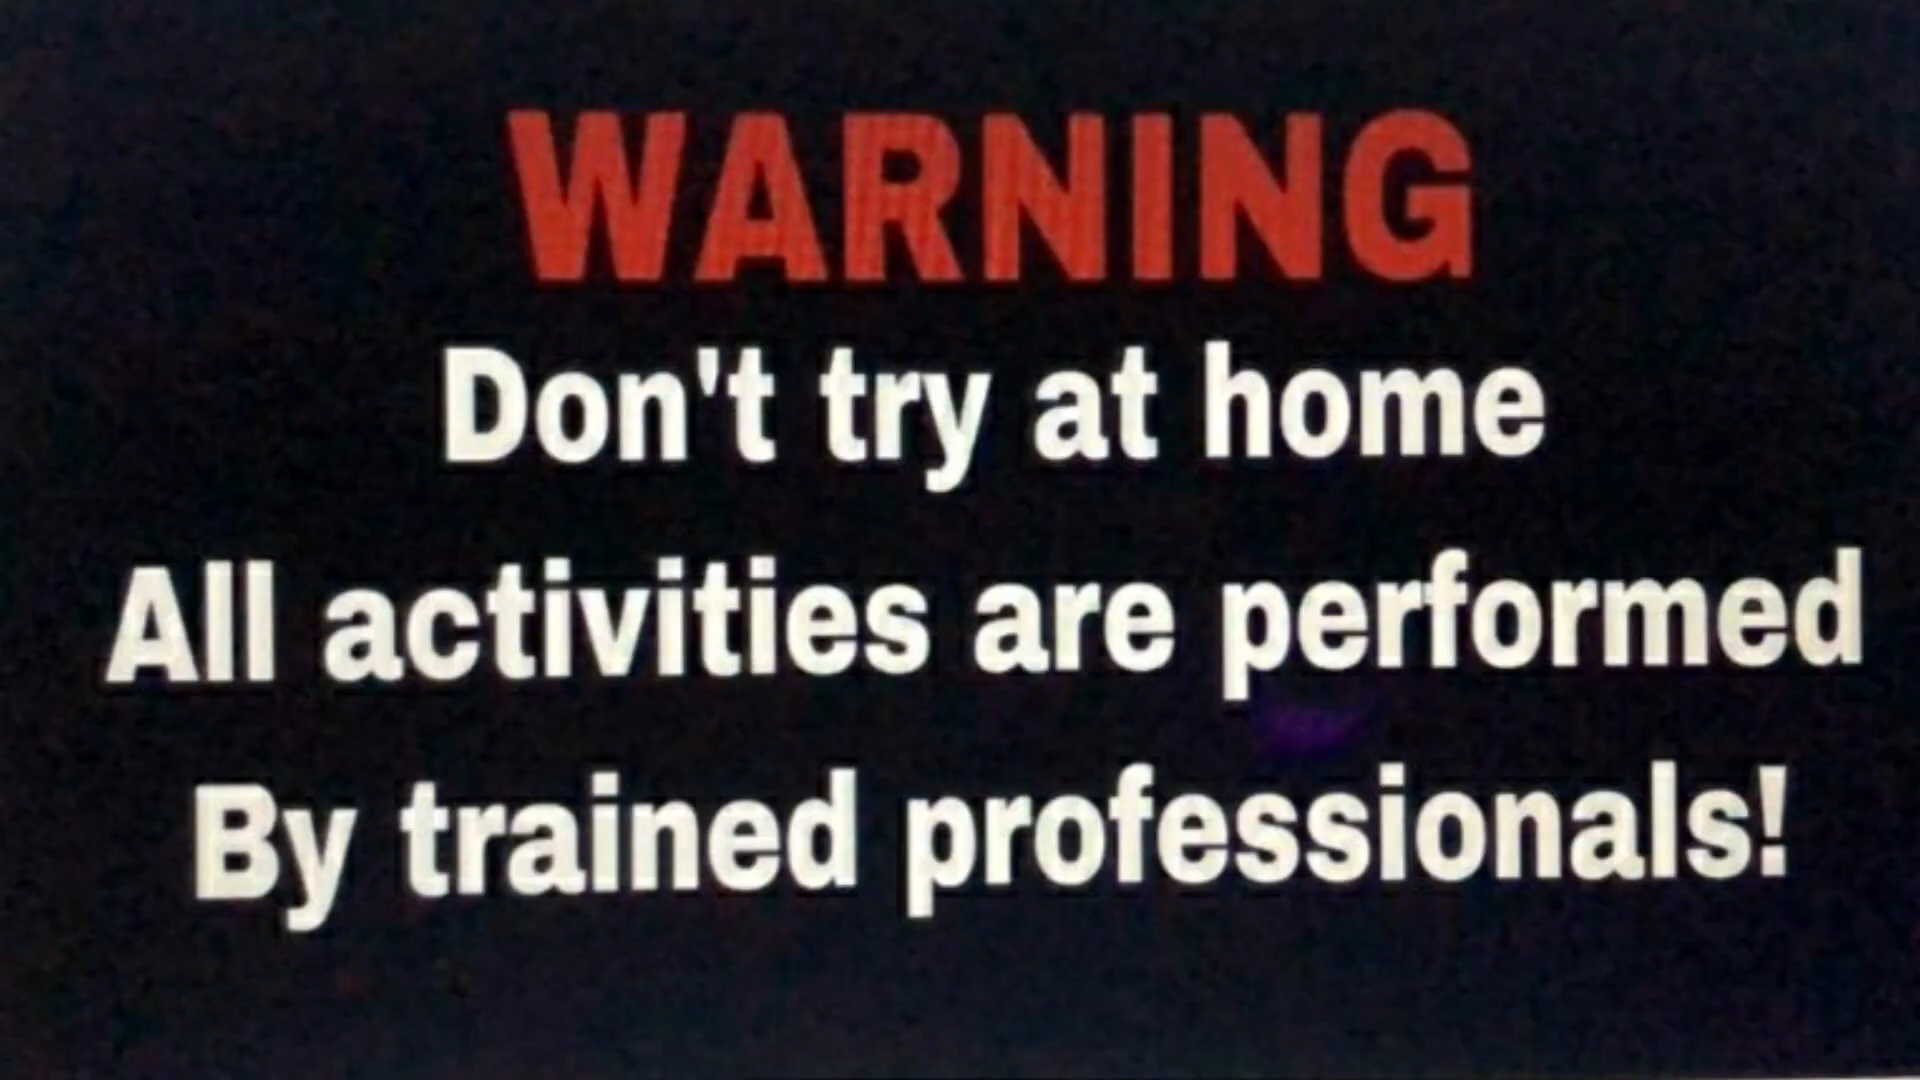 WARNING
Don't try at home
All activities are performed
By trained professionals!